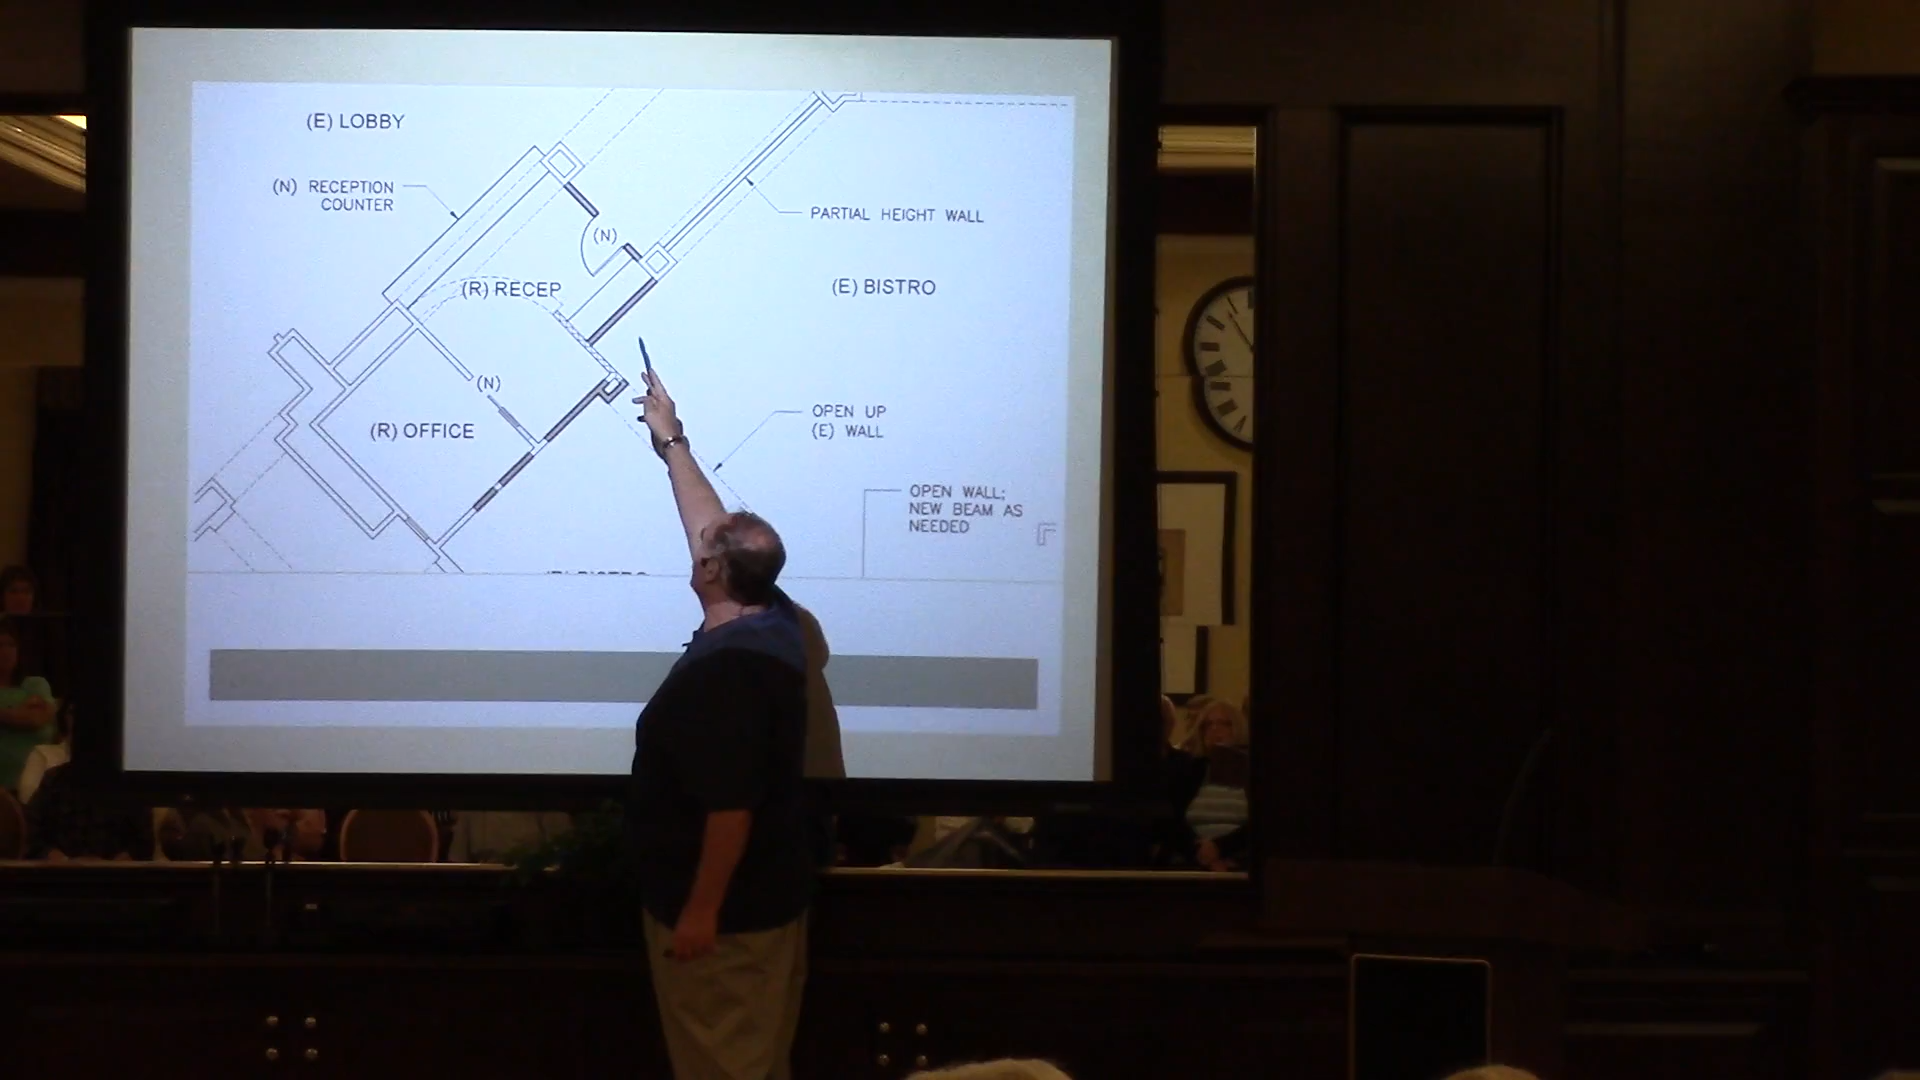 (E) LOBBY
(N) RECEPTION
COUNTER
(N)
PARTIAL HEIGHT WALL
(R) RECEP
(E) BISTRO
(N)
(R) OFFICE
OPEN UP
(E) WALL
OPEN WALL;
NEW BEAM AS
NEEDED